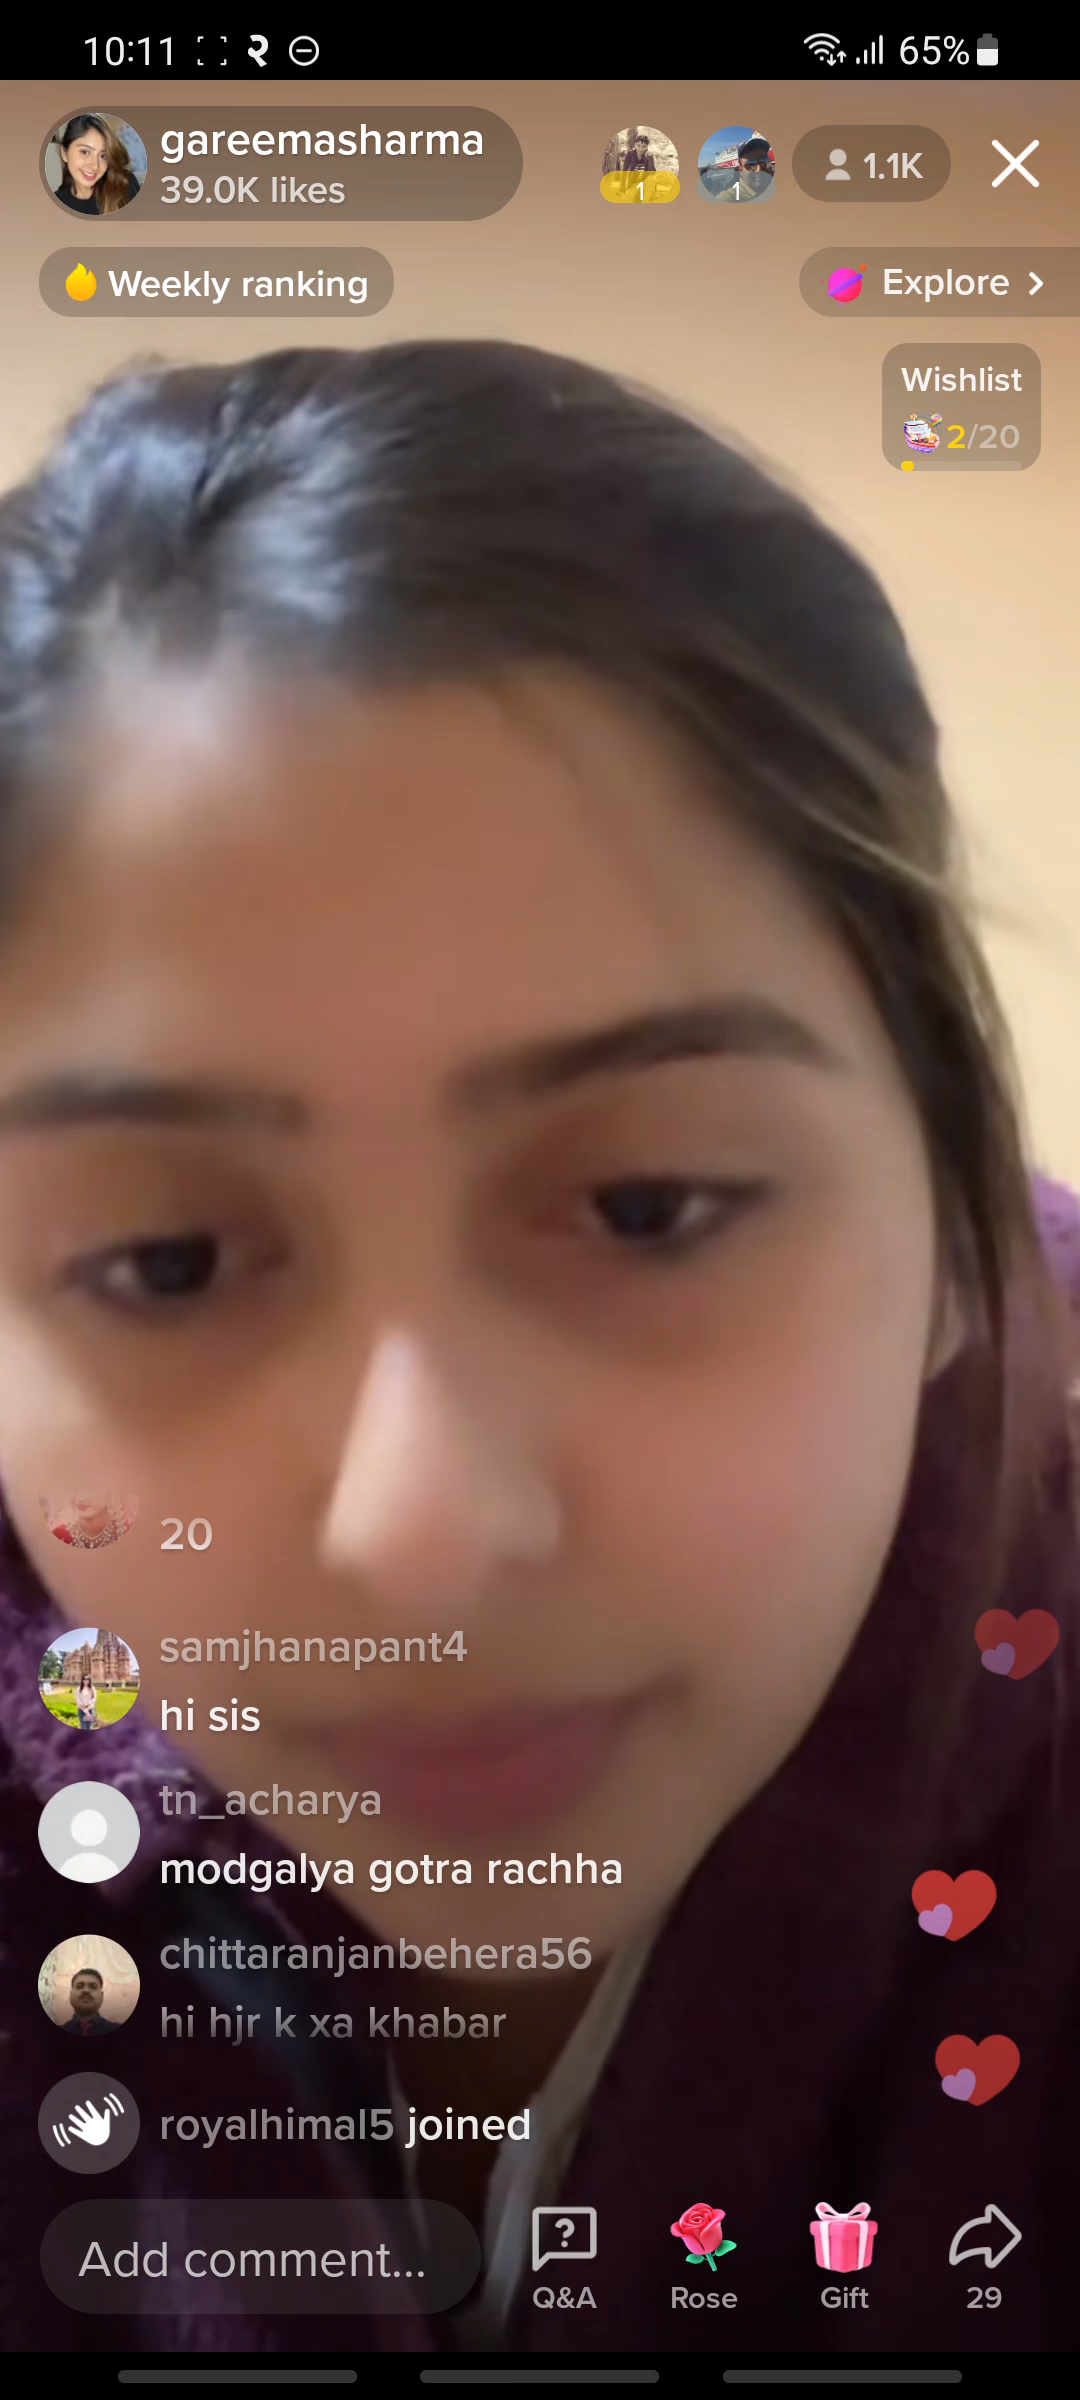 10:11 65%
gareemasharma
39.0K likes
1
1
1.1K
Weekly ranking
Explore
Wishlist
2/20
20
samjhanapant4
hi sis
tn_acharya
modgalya gotra rachha
chittaranjanbehera56
hi hjr k xa khabar
royalhimal5 joined
Add comment...
Q&A
Rose
Gift
29